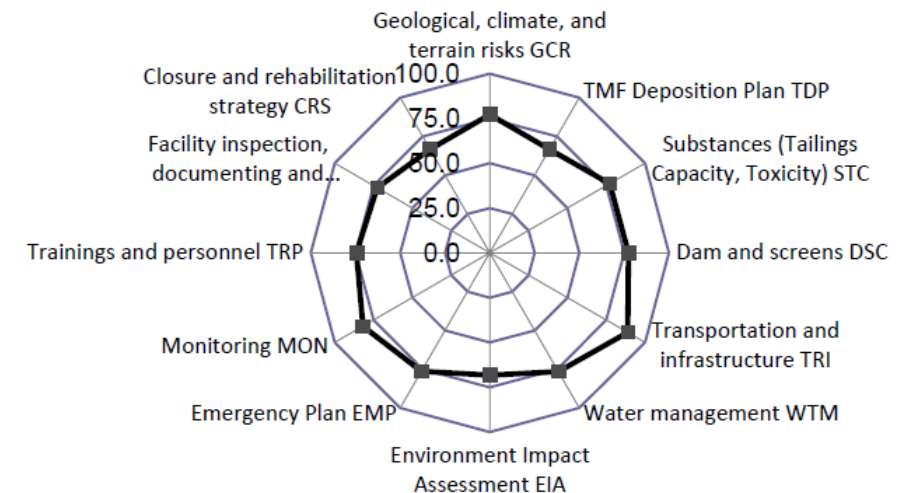 Geological, climate, and
terrain risks GCR
Closure and rehabilitation
strategy CRS
100.0
TMF Deposition Plan TDP
75.0
Facility inspection,
documenting and...
50.0
Substances (Tailings
Capacity, Toxicity) STC
25.0
Trainings and personnel TRP
0.0
Dam and screens DSC
Monitoring MON
Transportation and
infrastructure TRI
Emergency Plan EMP
Water management WTM
Environment Impact
Assessment EIA